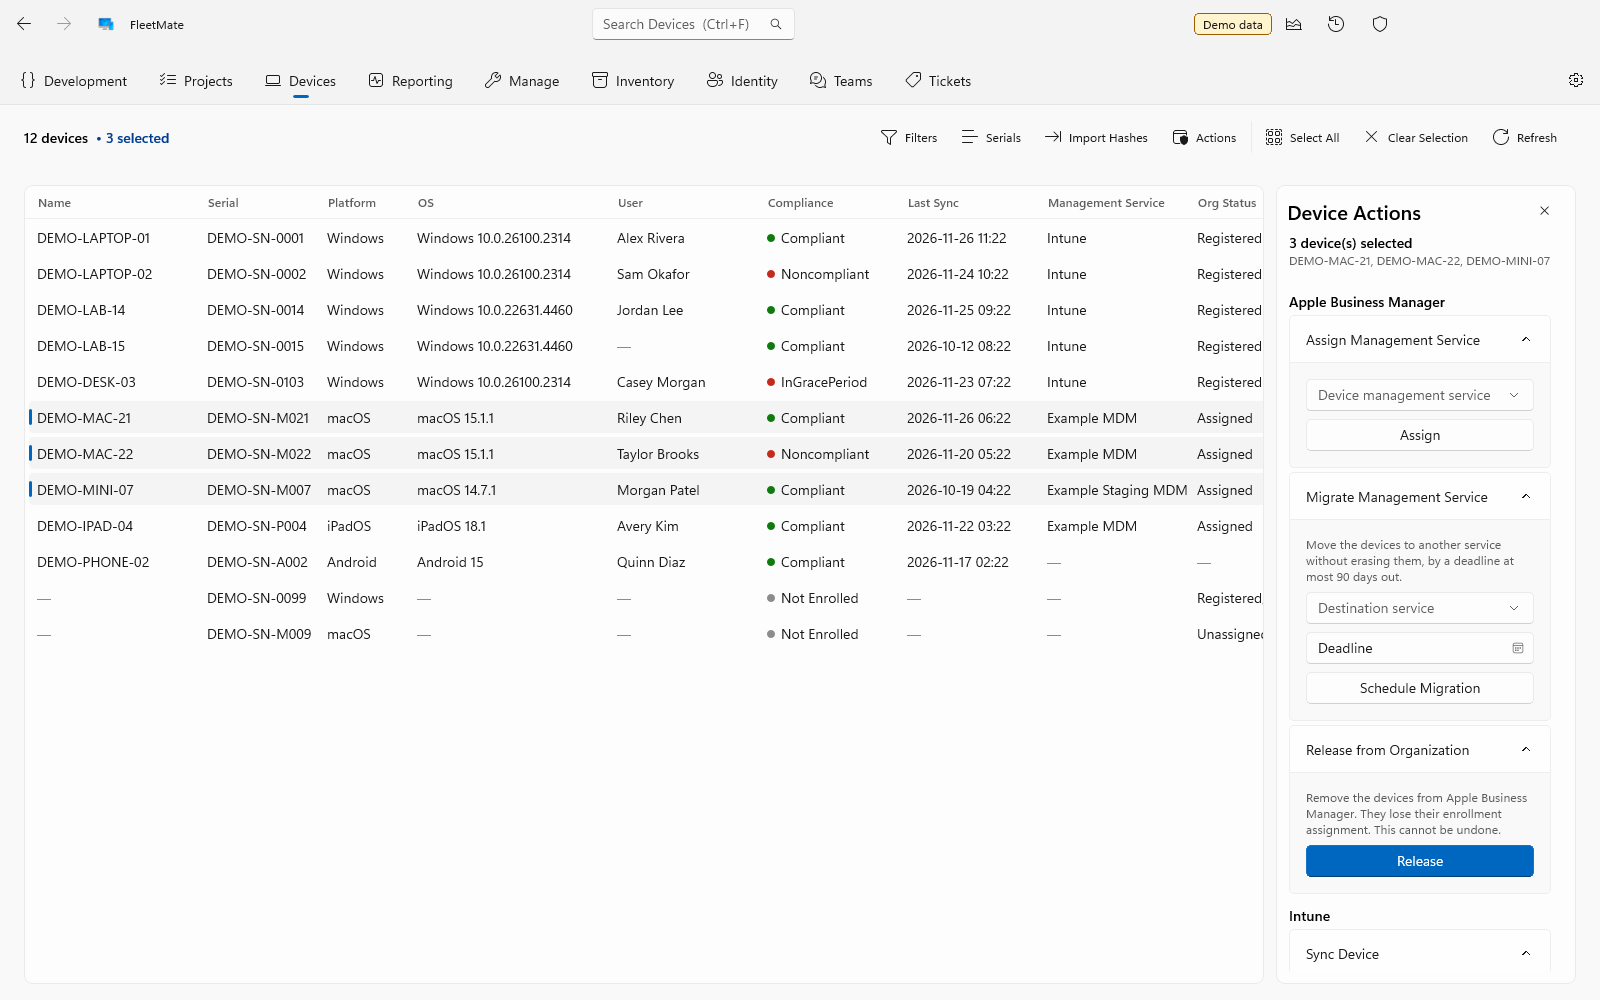 FleetMate
Search Devices (Ctrl+F)
Demo data
Development
Projects
Devices
Reporting
Manage
Inventory
Identity
Teams
Tickets
12 devices • 3 selected
Filters
Serials
Import Hashes
Actions
Select All
Clear Selection
Refresh
Name Serial Platform OS User Compliance Last Sync Management Service Org Status
DEMO-LAPTOP-01 DEMO-SN-0001 Windows Windows 10.0.26100.2314 Alex Rivera Compliant 2026-11-26 11:22 Intune Registered
DEMO-LAPTOP-02 DEMO-SN-0002 Windows Windows 10.0.26100.2314 Sam Okafor Noncompliant 2026-11-24 10:22 Intune Registered
DEMO-LAB-14 DEMO-SN-0014 Windows Windows 10.0.22631.4460 Jordan Lee Compliant 2026-11-25 09:22 Intune Registered
DEMO-LAB-15 DEMO-SN-0015 Windows Windows 10.0.22631.4460 — Compliant 2026-10-12 08:22 Intune Registered
DEMO-DESK-03 DEMO-SN-0103 Windows Windows 10.0.26100.2314 Casey Morgan InGracePeriod 2026-11-23 07:22 Intune Registered
DEMO-MAC-21 DEMO-SN-M021 macOS macOS 15.1.1 Riley Chen Compliant 2026-11-26 06:22 Example MDM Assigned
DEMO-MAC-22 DEMO-SN-M022 macOS macOS 15.1.1 Taylor Brooks Noncompliant 2026-11-20 05:22 Example MDM Assigned
DEMO-MINI-07 DEMO-SN-M007 macOS macOS 14.7.1 Morgan Patel Compliant 2026-10-19 04:22 Example Staging MDM Assigned
DEMO-IPAD-04 DEMO-SN-P004 iPadOS iPadOS 18.1 Avery Kim Compliant 2026-11-22 03:22 Example MDM Assigned
DEMO-PHONE-02 DEMO-SN-A002 Android Android 15 Quinn Diaz Compliant 2026-11-17 02:22 — —
— DEMO-SN-0099 Windows — — Not Enrolled — — Registered,
— DEMO-SN-M009 macOS — — Not Enrolled — — Unassigned
Device Actions
3 device(s) selected
DEMO-MAC-21, DEMO-MAC-22, DEMO-MINI-07
Apple Business Manager
Assign Management Service
Device management service
Assign
Migrate Management Service
Move the devices to another service
without erasing them, by a deadline at
most 90 days out.
Destination service
Deadline
Schedule Migration
Release from Organization
Remove the devices from Apple Business
Manager. They lose their enrollment
assignment. This cannot be undone.
Release
Intune
Sync Device